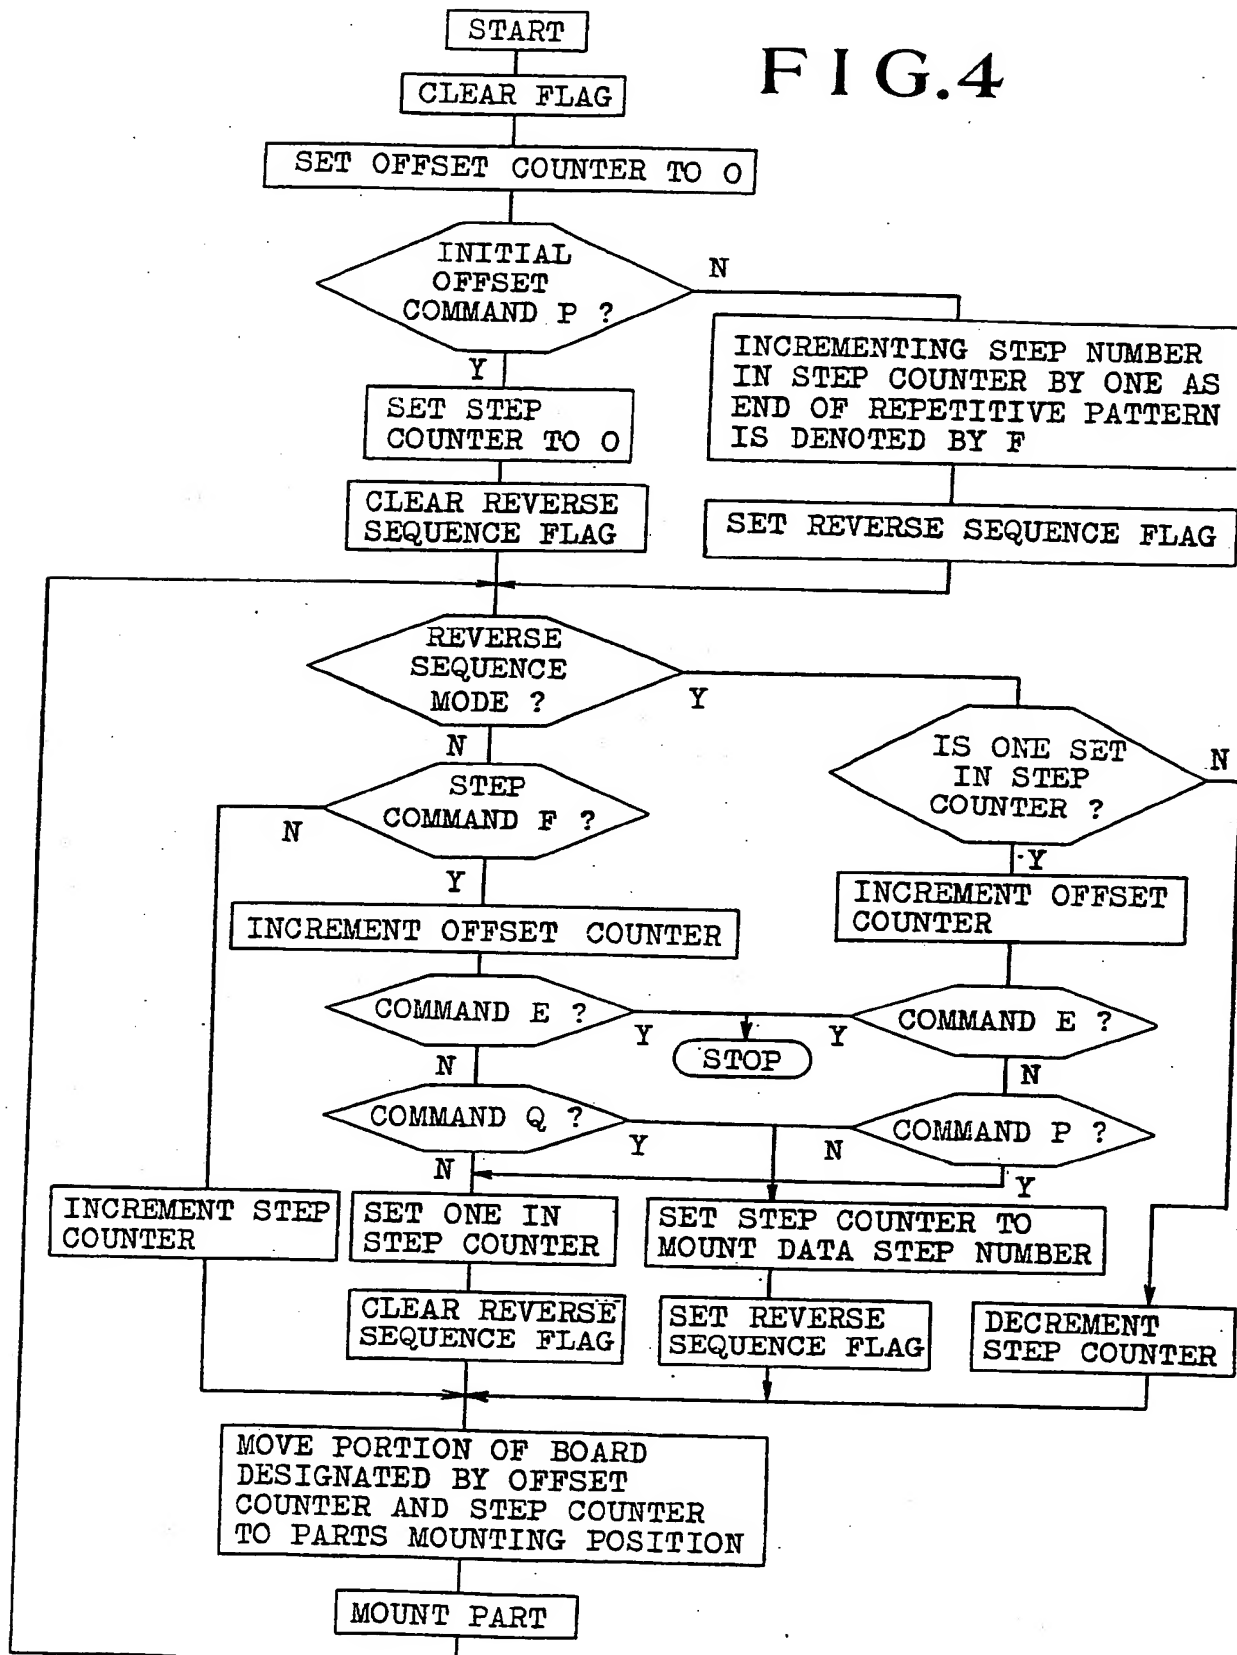 START
FIG.4
CLEAR FLAG
SET OFFSET COUNTER TO 0
INITIAL
OFFSET
COMMAND P ?
N
Y
INCREMENTING STEP NUMBER
IN STEP COUNTER BY ONE AS
END OF REPETITIVE PATTERN
IS DENOTED BY F
SET STEP
COUNTER TO 0
CLEAR REVERSE
SEQUENCE FLAG
SET REVERSE SEQUENCE FLAG
REVERSE
SEQUENCE
MODE ?
Y
N
IS ONE SET
IN STEP
COUNTER ?
N
Y
STEP
COMMAND F ?
N
Y
INCREMENT OFFSET
COUNTER
INCREMENT OFFSET COUNTER
COMMAND E ?
Y
N
STOP
COMMAND E ?
Y
N
COMMAND Q ?
Y
N
COMMAND P ?
N
Y
INCREMENT STEP
COUNTER
SET ONE IN
STEP COUNTER
SET STEP COUNTER TO
MOUNT DATA STEP NUMBER
CLEAR REVERSE
SEQUENCE FLAG
SET REVERSE
SEQUENCE FLAG
DECREMENT
STEP COUNTER
MOVE PORTION OF BOARD
DESIGNATED BY OFFSET
COUNTER AND STEP COUNTER
TO PARTS MOUNTING POSITION
MOUNT PART